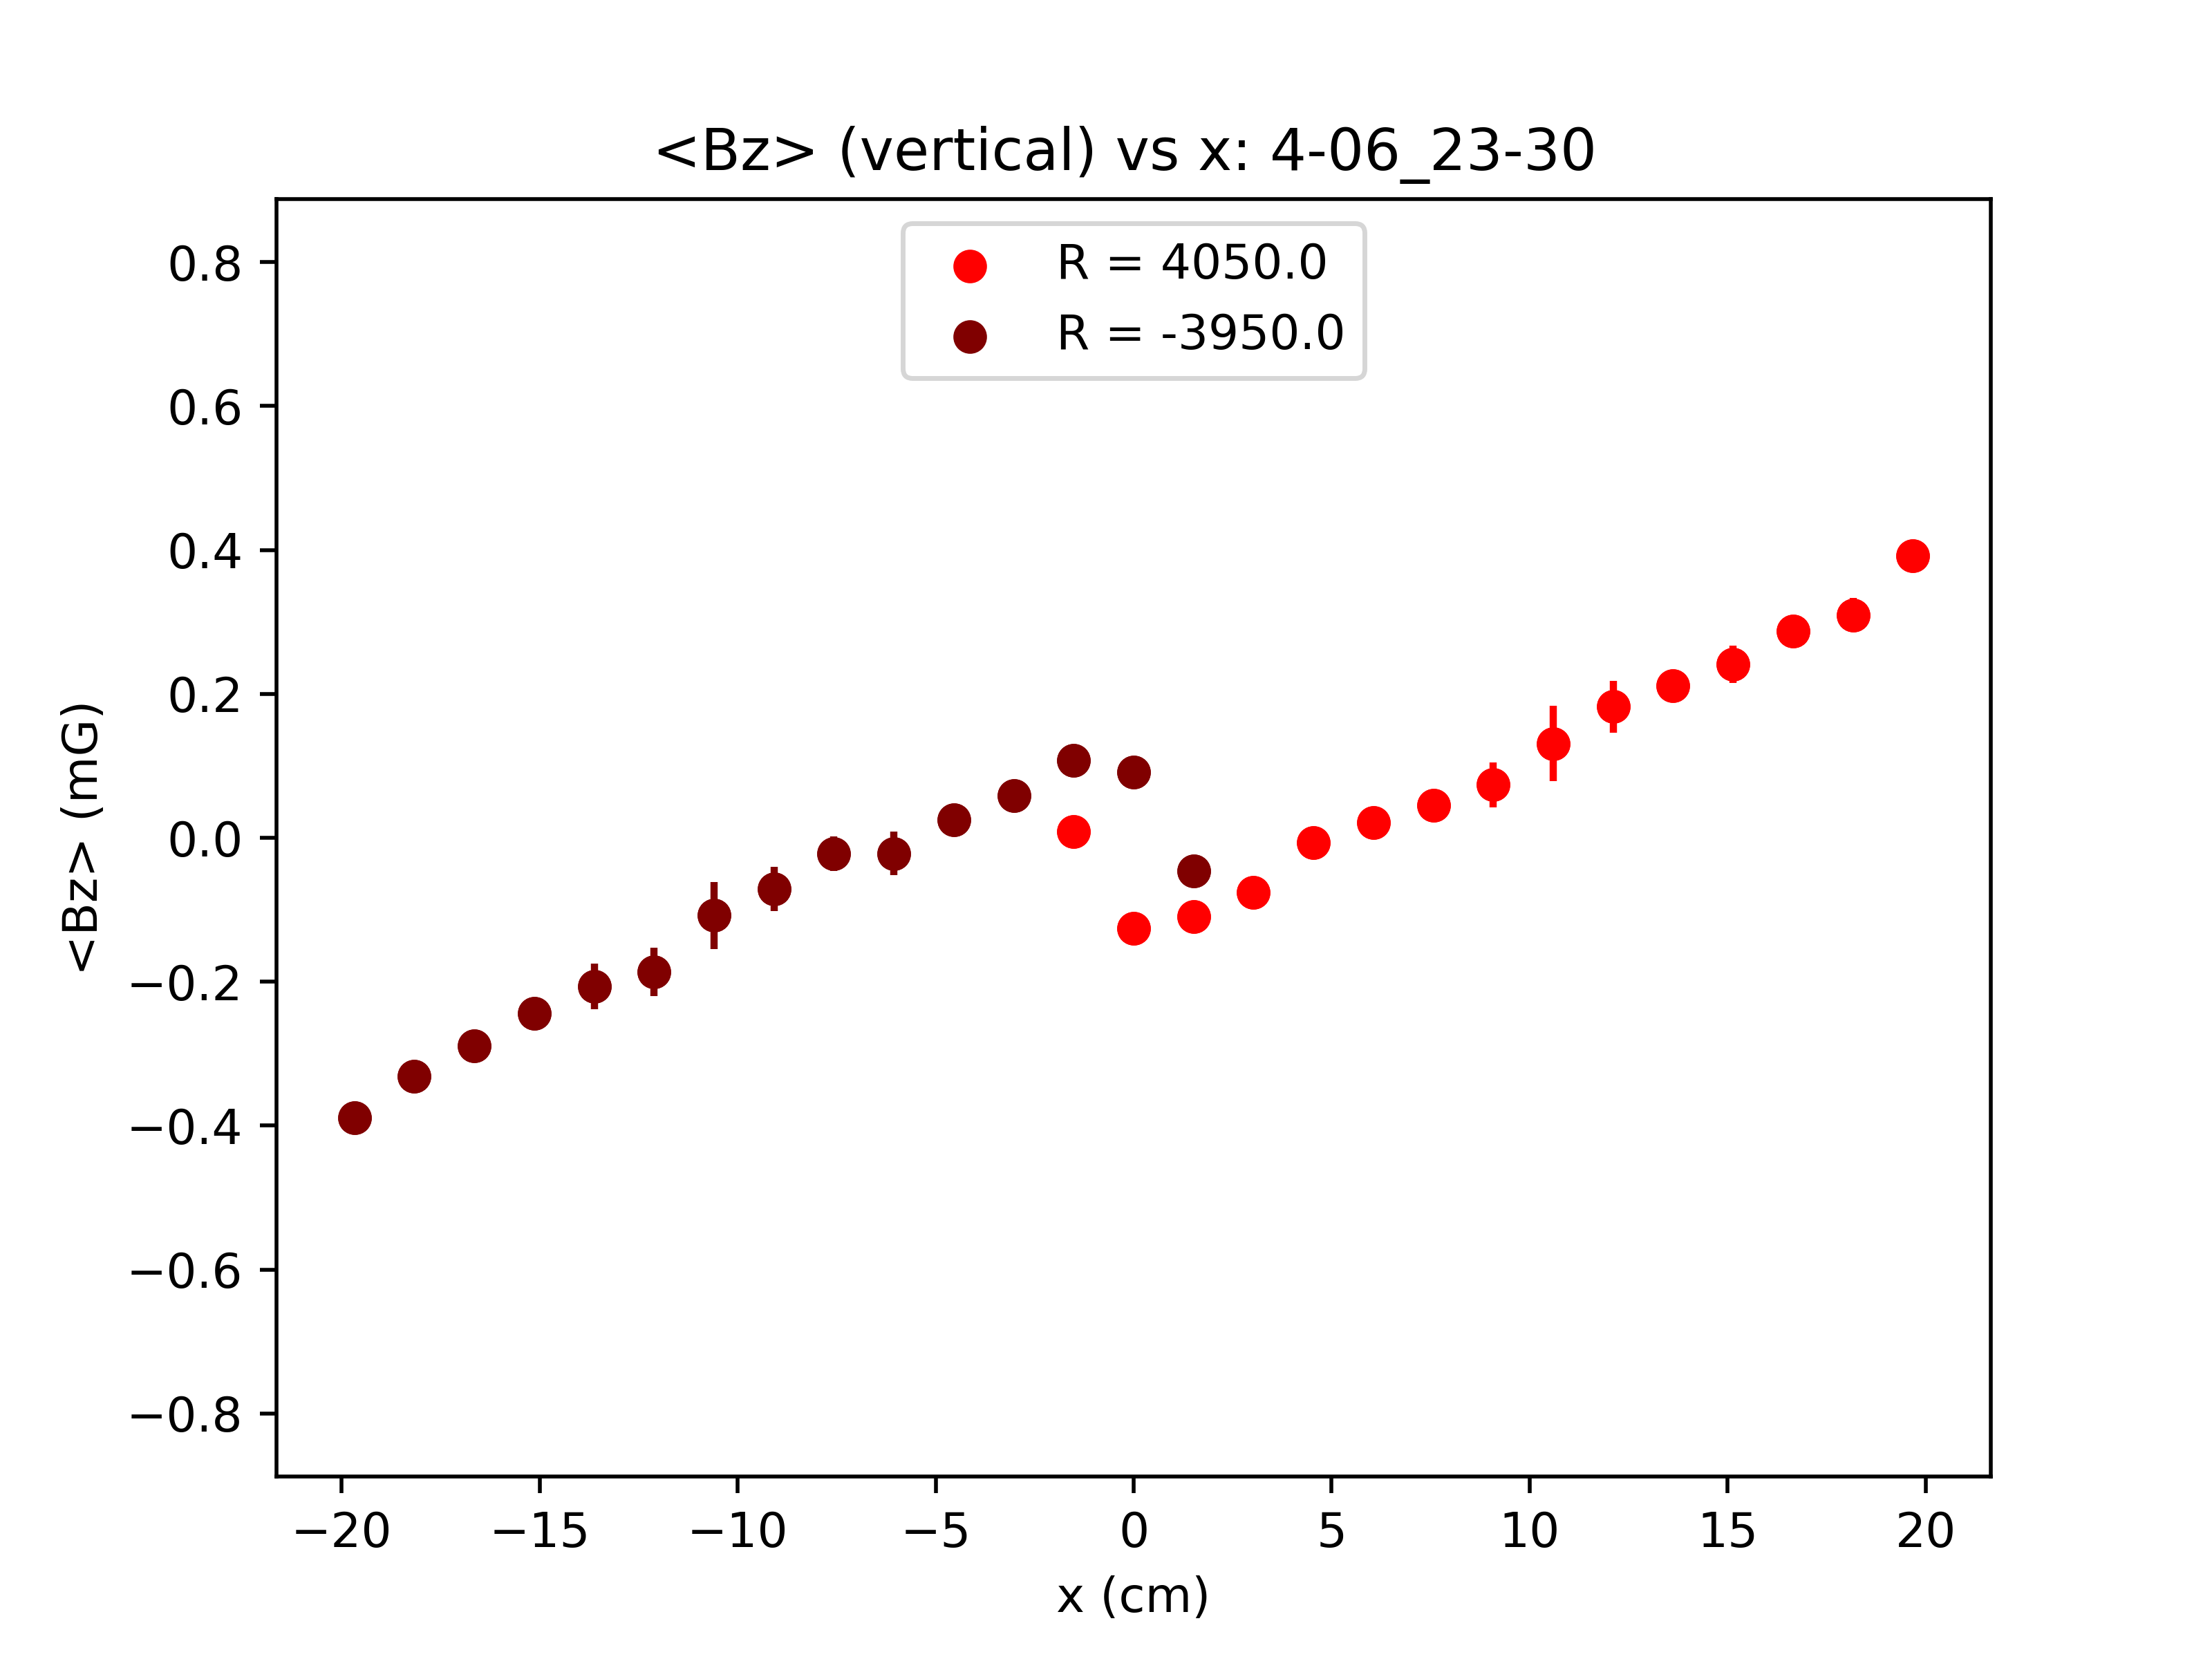 <Bz> (vertical) vs x: 4-06_23-30
R = 4050.0
R = -3950.0
<Bz> (mG)
0.8
0.6
0.4
0.2
0.0
−0.2
−0.4
−0.6
−0.8
−20 −15 −10 −5 0 5 10 15 20
x (cm)